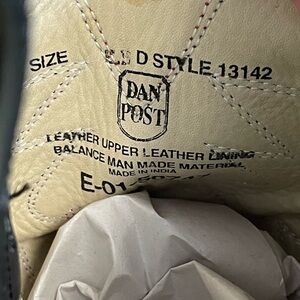 SIZE D STYLE 13142
DAN
POST
LEATHER UPPER LEATHER LINING
BALANCE MAN MADE MATERIAL
MADE IN INDIA
E-01